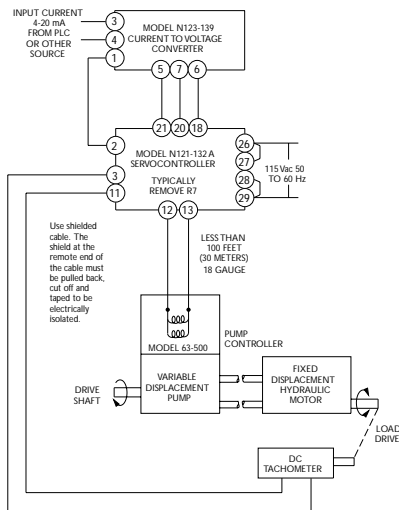 INPUT CURRENT
4-20 mA
FROM PLC
OR OTHER
SOURCE
3
4
1
MODEL N123-139
CURRENT TO VOLTAGE
CONVERTER
5 7 6
21 20 18
2
3
11
MODEL N121-132 A
SERVOCONTROLLER
TYPICALLY
REMOVE R7
26
27
28
29
115 Vac 50
TO 60 Hz
12 13
Use shielded
cable. The
shield at the
remote end of
the cable must
be pulled back,
cut off and
taped to be
electrically
isolated.
LESS THAN
100 FEET
(30 METERS)
18 GAUGE
MODEL 63-500
PUMP
CONTROLLER
DRIVE
SHAFT
VARIABLE
DISPLACEMENT
PUMP
FIXED
DISPLACEMENT
HYDRAULIC
MOTOR
LOAD
DRIVE
DC
TACHOMETER